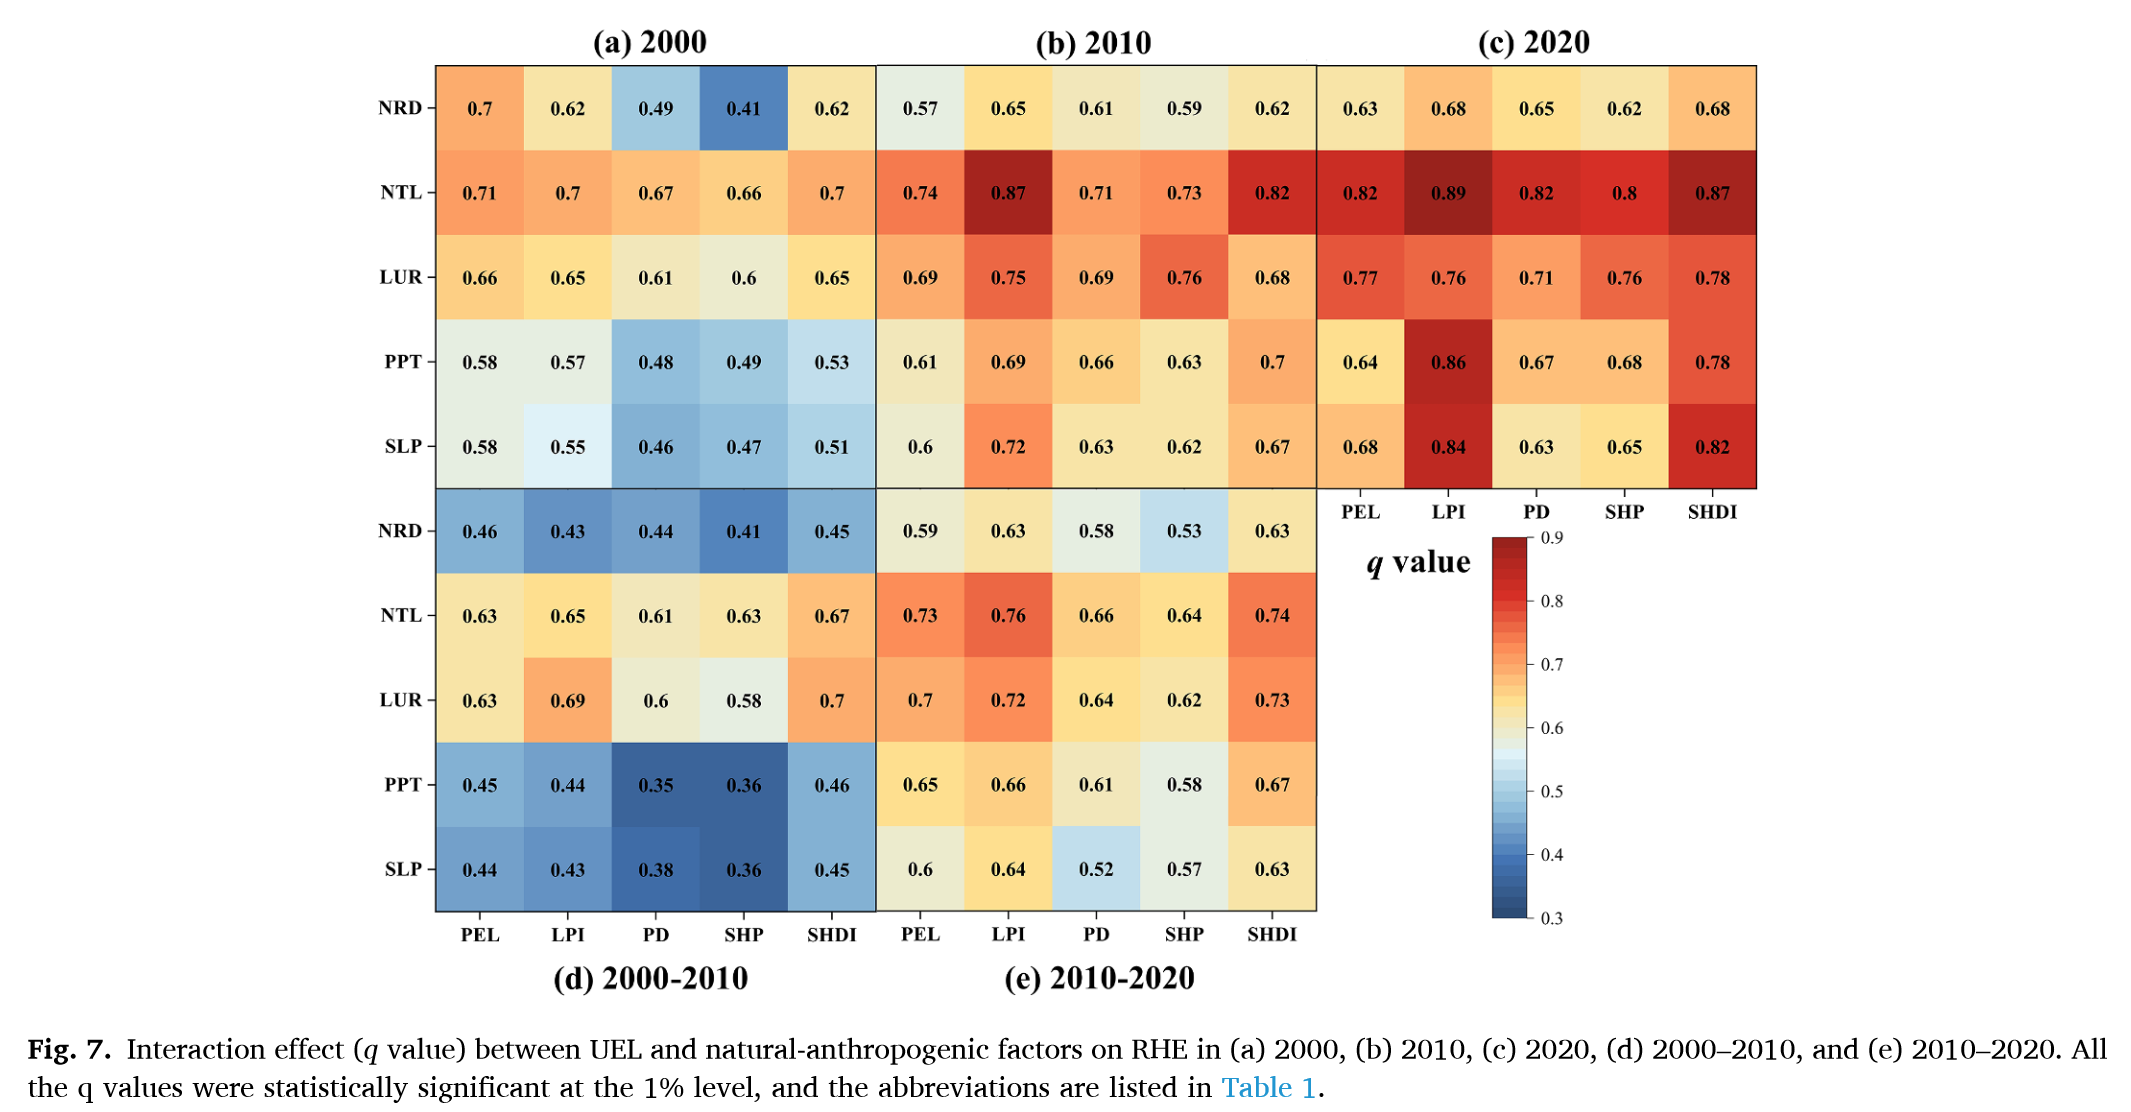 (a) 2000 (b) 2010 (c) 2020
NRD 0.7 0.62 0.49 0.41 0.62 0.57 0.65 0.61 0.59 0.62 0.63 0.68 0.65 0.62 0.68
NTL 0.71 0.7 0.67 0.66 0.7 0.74 0.87 0.71 0.73 0.82 0.82 0.89 0.82 0.8 0.87
LUR 0.66 0.65 0.61 0.6 0.65 0.69 0.75 0.69 0.76 0.68 0.77 0.76 0.71 0.76 0.78
PPT 0.58 0.57 0.48 0.49 0.53 0.61 0.69 0.66 0.63 0.7 0.64 0.86 0.67 0.68 0.78
SLP 0.58 0.55 0.46 0.47 0.51 0.6 0.72 0.63 0.62 0.67 0.68 0.84 0.63 0.65 0.82
PEL LPI PD SHP SHDI
NRD 0.46 0.43 0.44 0.41 0.45 0.59 0.63 0.58 0.53 0.63
NTL 0.63 0.65 0.61 0.63 0.67 0.73 0.76 0.66 0.64 0.74
LUR 0.63 0.69 0.6 0.58 0.7 0.7 0.72 0.64 0.62 0.73
PPT 0.45 0.44 0.35 0.36 0.46 0.65 0.66 0.61 0.58 0.67
SLP 0.44 0.43 0.38 0.36 0.45 0.6 0.64 0.52 0.57 0.63
PEL LPI PD SHP SHDI PEL LPI PD SHP SHDI
(d) 2000-2010 (e) 2010-2020
q value
0.9
0.8
0.7
0.6
0.5
0.4
0.3
Fig. 7. Interaction effect (q value) between UEL and natural-anthropogenic factors on RHE in (a) 2000, (b) 2010, (c) 2020, (d) 2000–2010, and (e) 2010–2020. All
the q values were statistically significant at the 1% level, and the abbreviations are listed in Table 1.